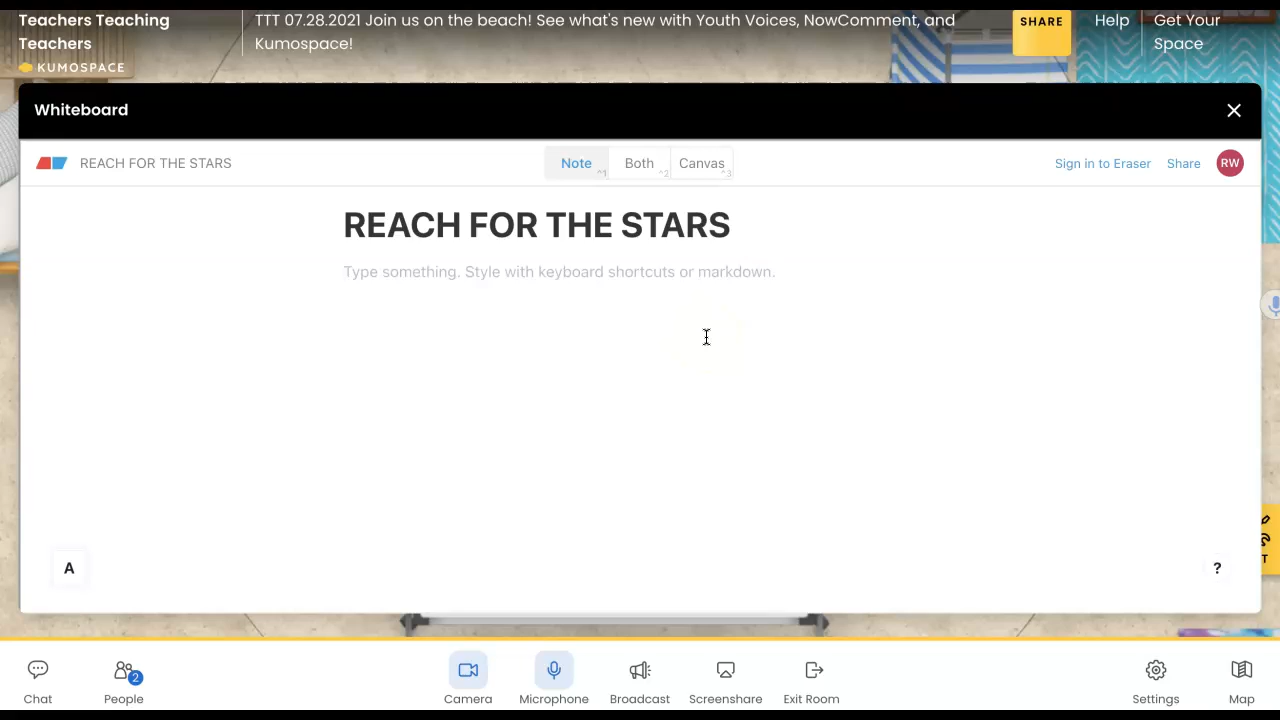 Teachers Teaching
Teachers
KUMOSPACE
TTT 07.28.2021 Join us on the beach! See what's new with Youth Voices, NowComment, and
Kumospace!
SHARE
Help
Get Your
Space
Whiteboard
REACH FOR THE STARS
Note ^1
Both ^2
Canvas ^3
Sign in to Eraser
Share
RW
REACH FOR THE STARS
Type something. Style with keyboard shortcuts or markdown.
A
?
T
Chat
2
People
Camera
Microphone
Broadcast
Screenshare
Exit Room
Settings
Map